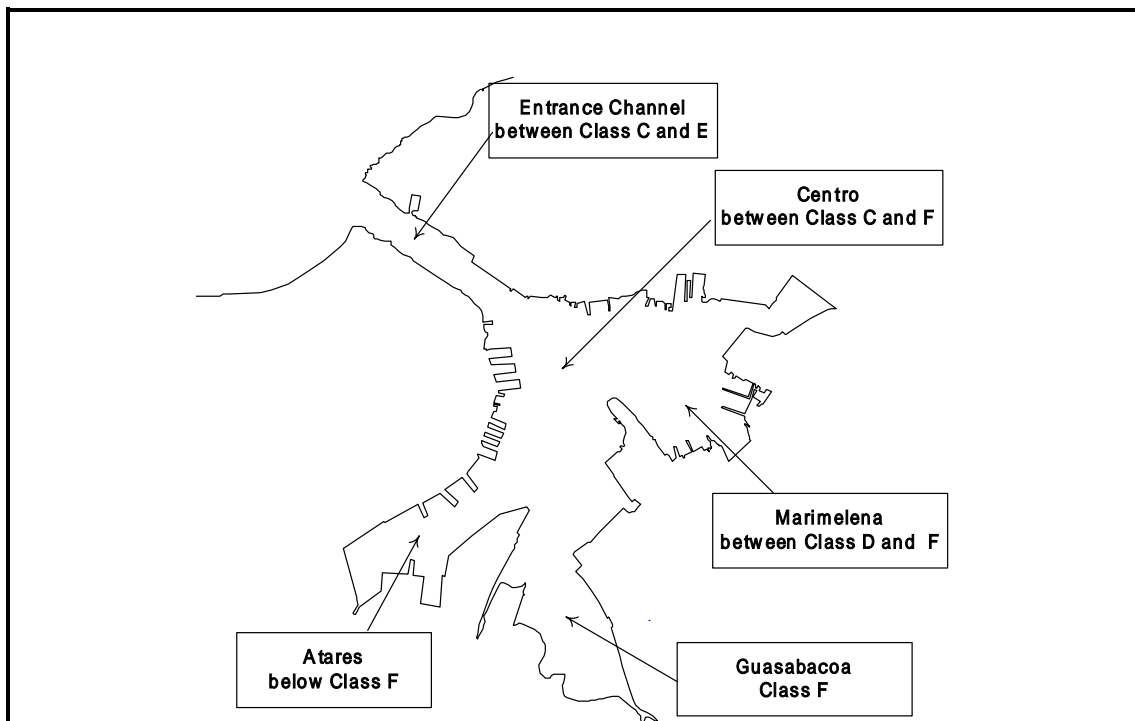 Entrance Channel
between Class C and E
Centro
between Class C and F
Marimelena
between Class D and F
Atares
below Class F
Guasabacoa
Class F